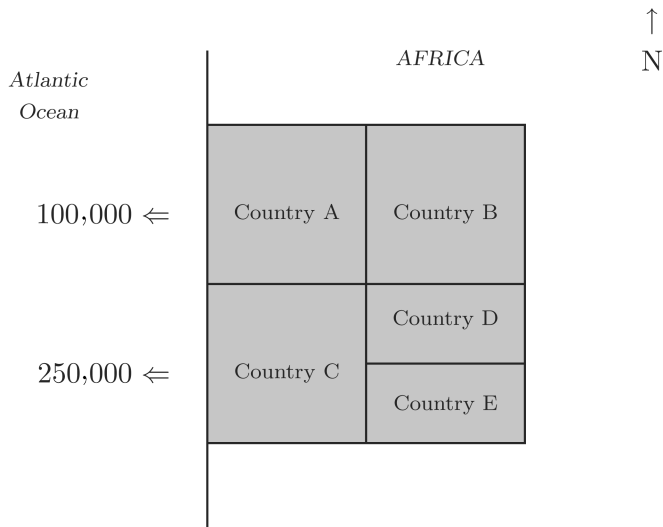 ↑
N
AFRICA
Atlantic
Ocean
100,000 ⇐
Country A
Country B
Country D
250,000 ⇐
Country C
Country E